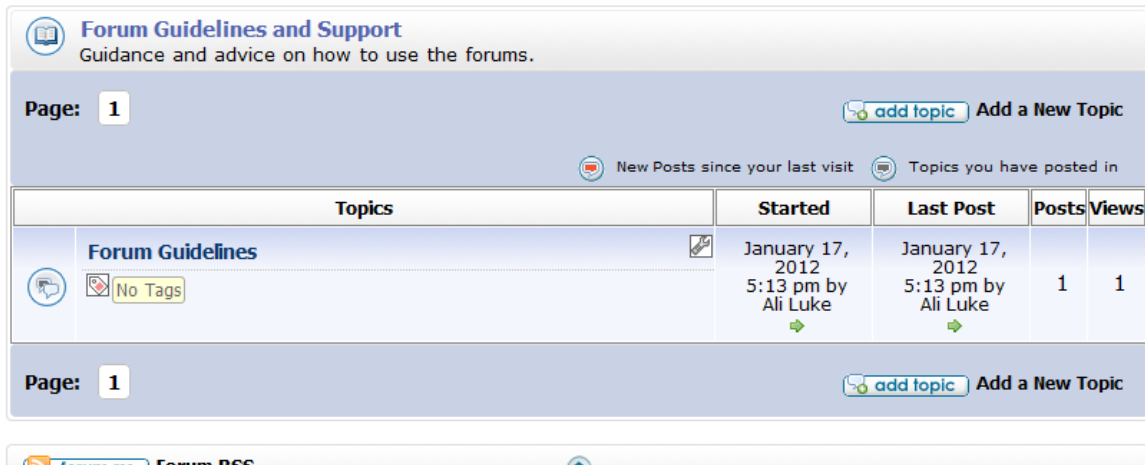 Forum Guidelines and Support
Guidance and advice on how to use the forums.
Page: 1
add topic Add a New Topic
New Posts since your last visit Topics you have posted in
Topics Started Last Post Posts Views
Forum Guidelines
No Tags
January 17, 2012 5:13 pm by Ali Luke
January 17, 2012 5:13 pm by Ali Luke
1 1
Page: 1
add topic Add a New Topic
Forum RSS